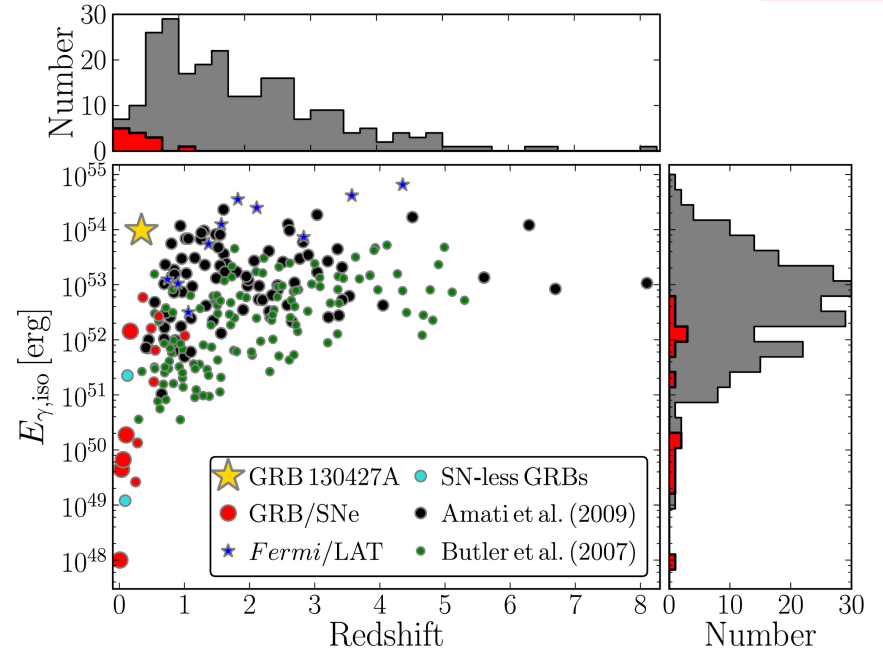 30
20
10
0
Number
10^55
10^54
10^53
10^52
10^51
10^50
10^49
10^48
E_γ,iso [erg]
GRB 130427A
GRB/SNe
Fermi/LAT
SN-less GRBs
Amati et al. (2009)
Butler et al. (2007)
0 1 2 3 4 5 6 7 8
Redshift
0 10 20 30
Number